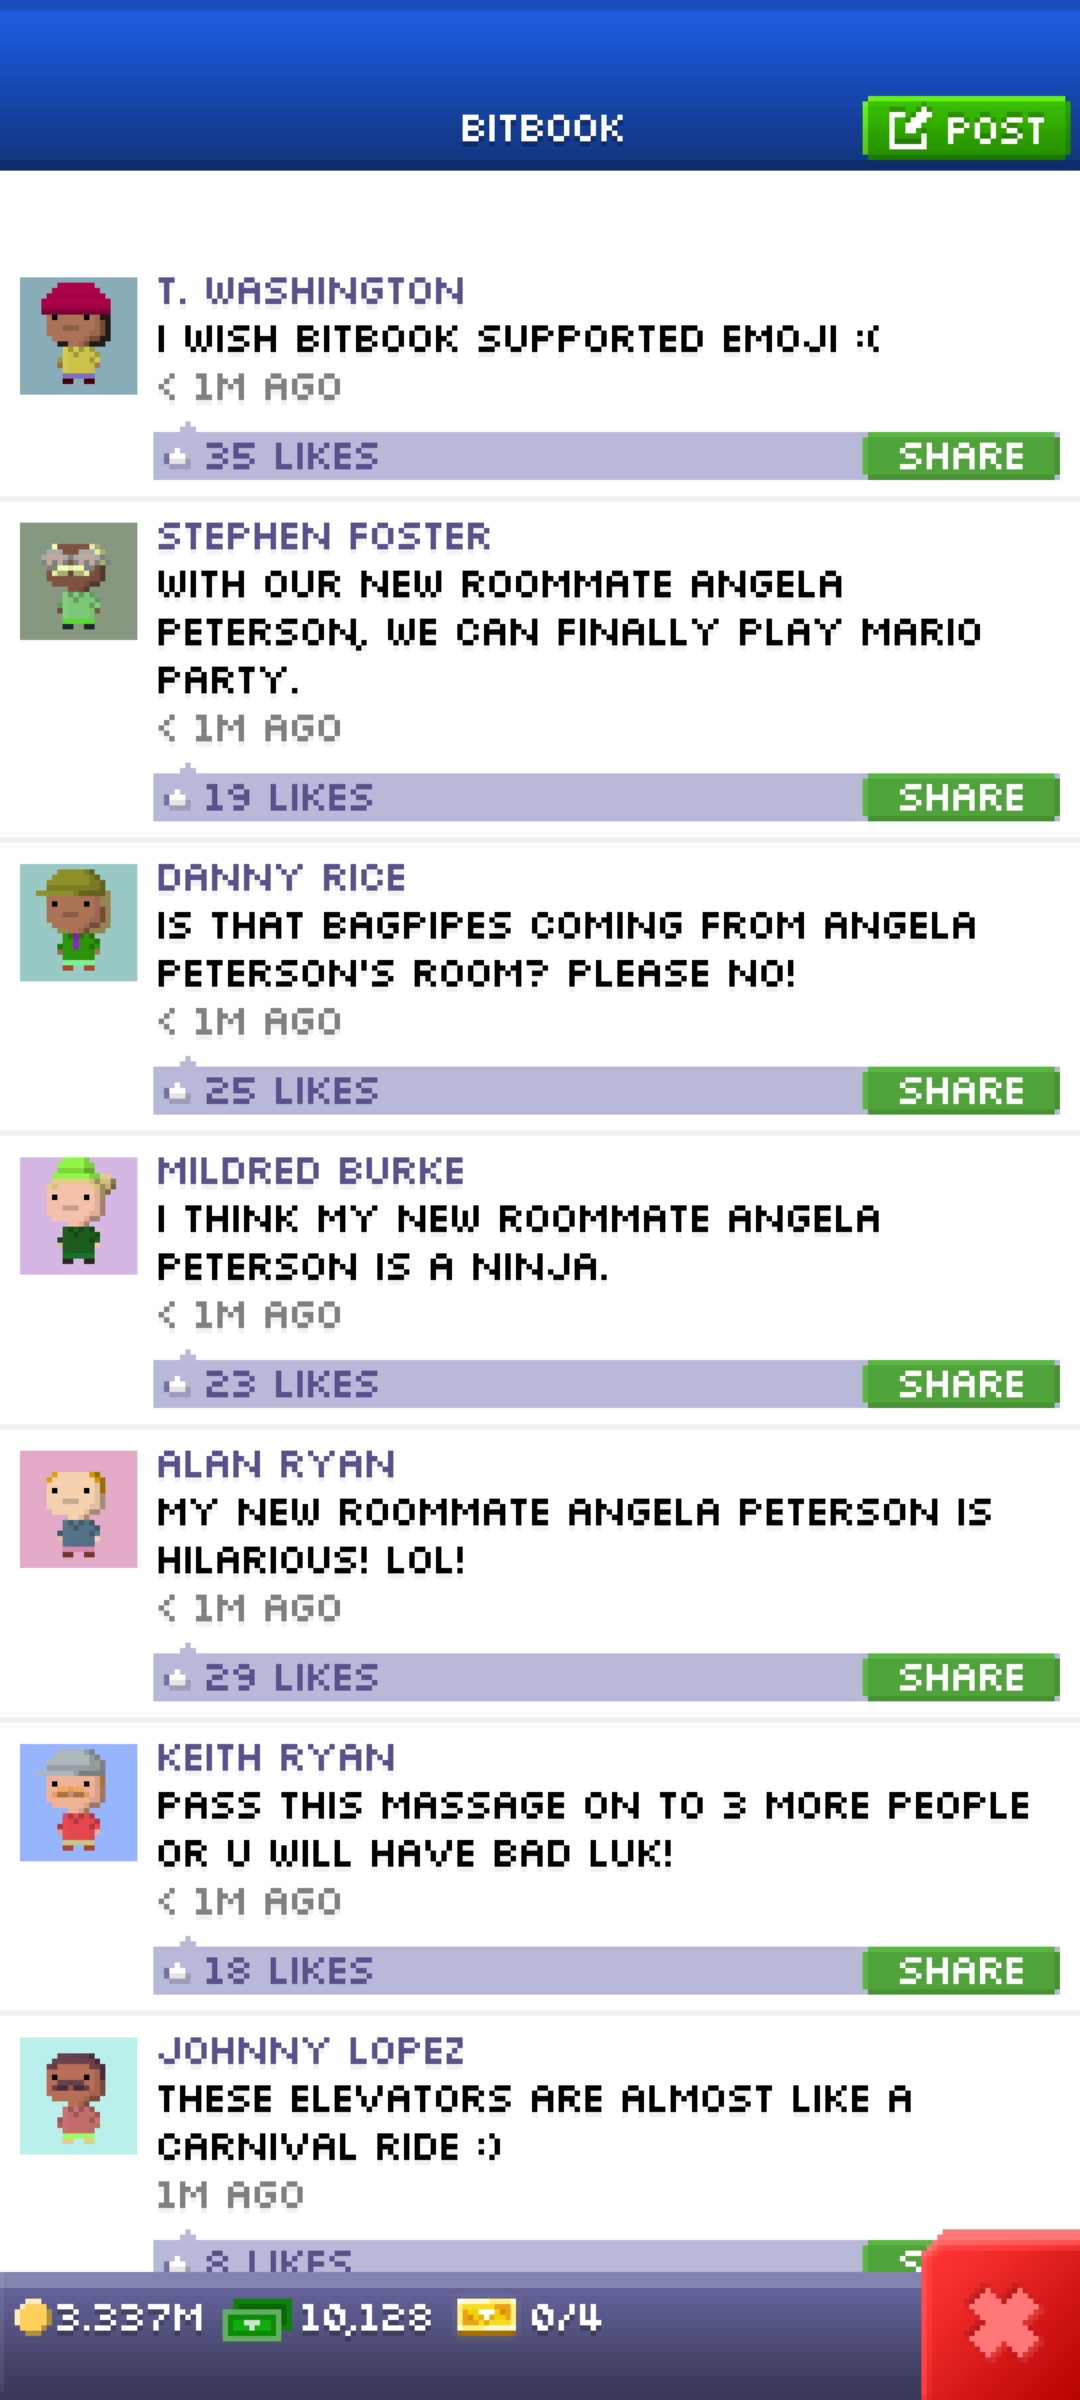 BITBOOK
POST
T. WASHINGTON
I WISH BITBOOK SUPPORTED EMOJI :(
< 1M AGO
35 LIKES
SHARE
STEPHEN FOSTER
WITH OUR NEW ROOMMATE ANGELA
PETERSON, WE CAN FINALLY PLAY MARIO
PARTY.
< 1M AGO
19 LIKES
SHARE
DANNY RICE
IS THAT BAGPIPES COMING FROM ANGELA
PETERSON'S ROOM? PLEASE NO!
< 1M AGO
25 LIKES
SHARE
MILDRED BURKE
I THINK MY NEW ROOMMATE ANGELA
PETERSON IS A NINJA.
< 1M AGO
23 LIKES
SHARE
ALAN RYAN
MY NEW ROOMMATE ANGELA PETERSON IS
HILARIOUS! LOL!
< 1M AGO
29 LIKES
SHARE
KEITH RYAN
PASS THIS MASSAGE ON TO 3 MORE PEOPLE
OR U WILL HAVE BAD LUK!
< 1M AGO
18 LIKES
SHARE
JOHNNY LOPEZ
THESE ELEVATORS ARE ALMOST LIKE A
CARNIVAL RIDE :)
1M AGO
8 LIKES
3.337M
10,128
0/4